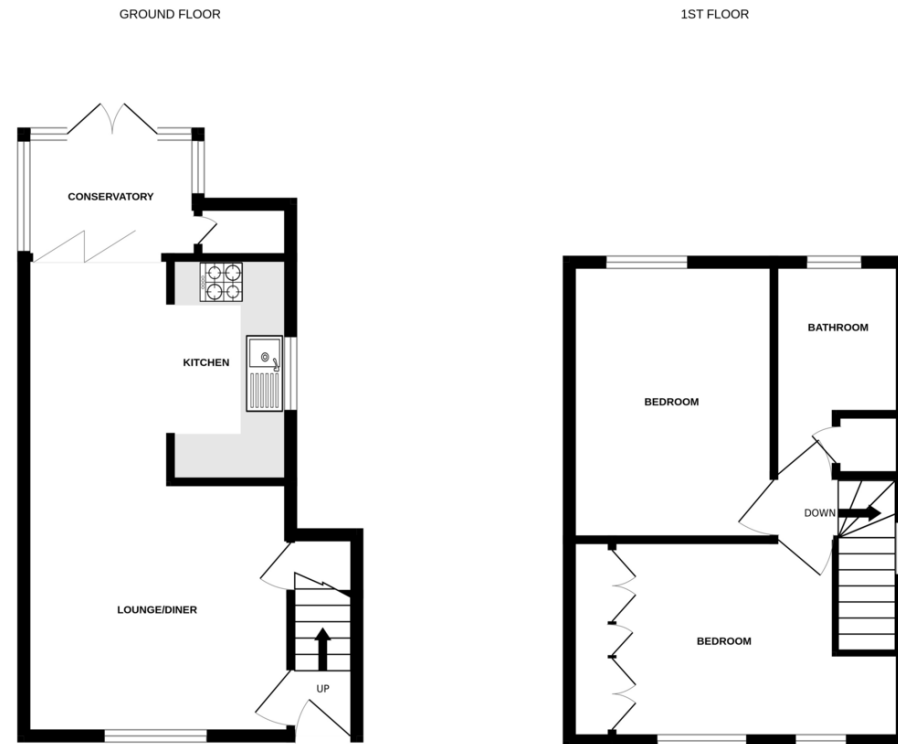 GROUND FLOOR
1ST FLOOR
CONSERVATORY
KITCHEN
LOUNGE/DINER
UP
BATHROOM
BEDROOM
DOWN
BEDROOM